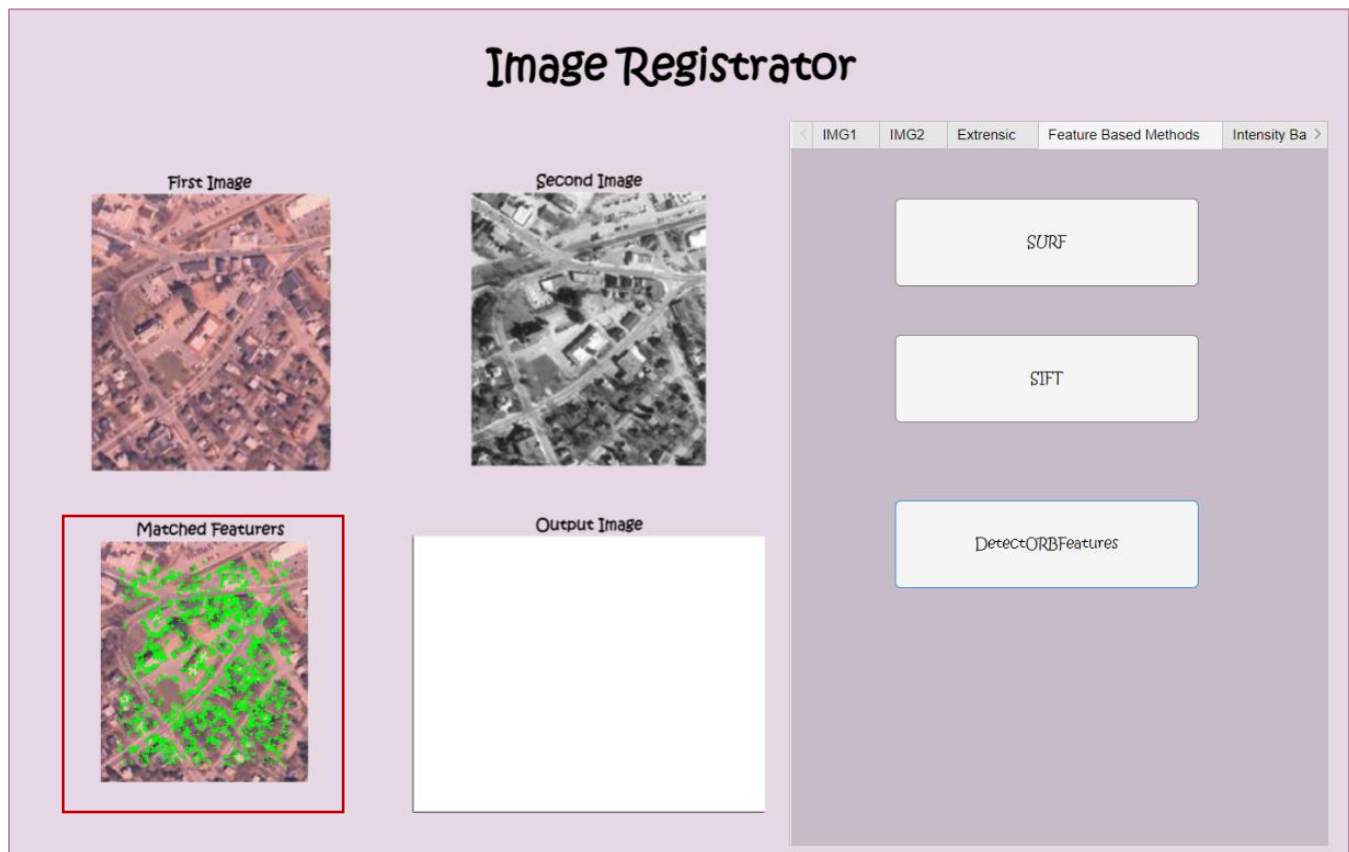 Image Registrator
IMG1
IMG2
Extrensic
Feature Based Methods
Intensity Ba
First Image
Second Image
SURF
SIFT
Matched Featurers
Output Image
DetectORBFeatures